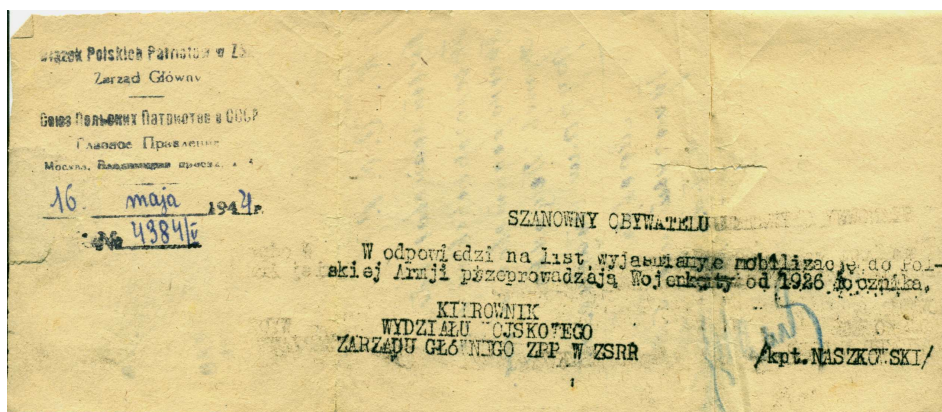 Związek Polskich Patriotów w ZSRR
Zarząd Główny
Союз Польских Патриотов в СССР
Главное Правление
Москва,
16 maja 1944 г.
№ 4384/V
SZANOWNY OBYWATELU
W odpowiedzi na list wyjaśniamy, że mobilizację do Pol-
skiej Armji przeprowadzają Wojenkomaty od 1926 rocznika.
KIEROWNIK
WYDZIAŁU WOJSKOWEGO
ZARZĄDU GŁÓWNEGO ZPP W ZSRR
/kpt.NASZKOWSKI/